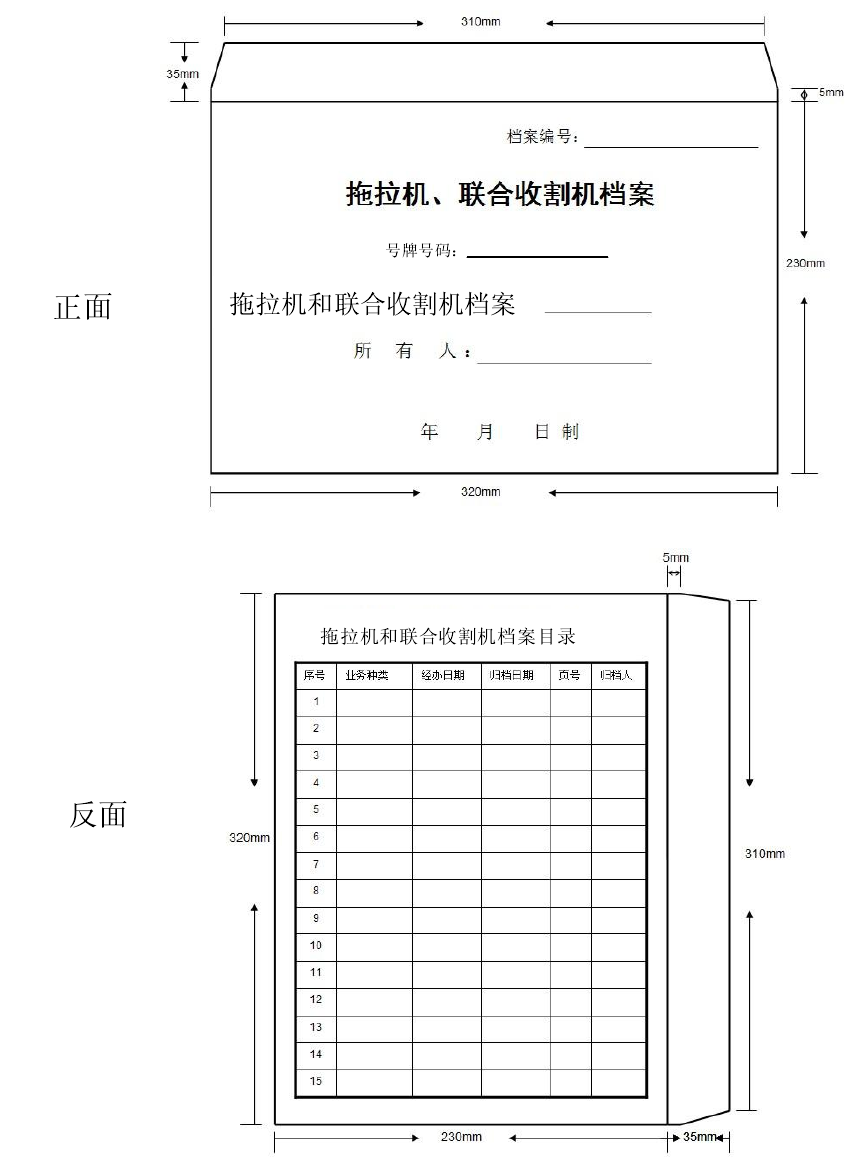 310mm
35mm
5mm
档案编号：
拖拉机、联合收割机档案
号牌号码：
230mm
正面
拖拉机和联合收割机档案
所 有 人：
年 月 日 制
320mm
5mm
拖拉机和联合收割机档案目录
序号 业务种类 经办日期 归档日期 页号 归档人
1
2
3
4
5
反面
6
320mm
7
310mm
8
9
10
11
12
13
14
15
230mm 35mm